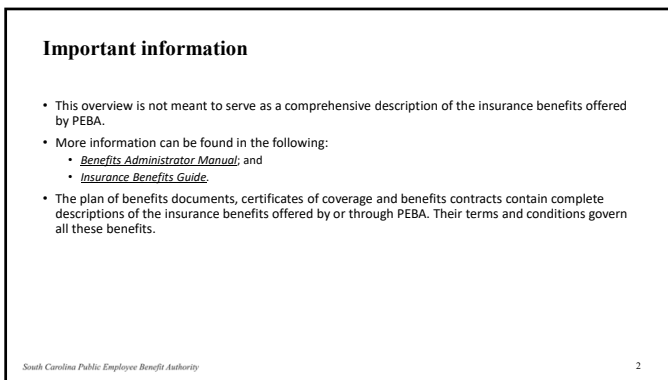 Important information
• This overview is not meant to serve as a comprehensive description of the insurance benefits offered
by PEBA.
• More information can be found in the following:
• Benefits Administrator Manual; and
• Insurance Benefits Guide.
• The plan of benefits documents, certificates of coverage and benefits contracts contain complete
descriptions of the insurance benefits offered by or through PEBA. Their terms and conditions govern
all these benefits.
South Carolina Public Employee Benefit Authority
2